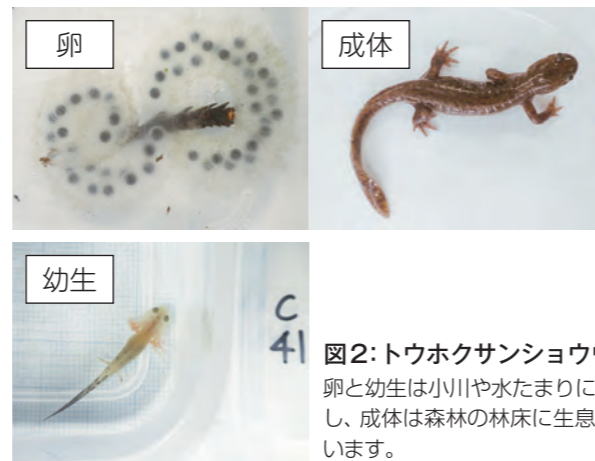 卵
成体
幼生
C
41
図2:トウホクサンショウ
卵と幼生は小川や水たまりに
し、成体は森林の林床に生息
います。